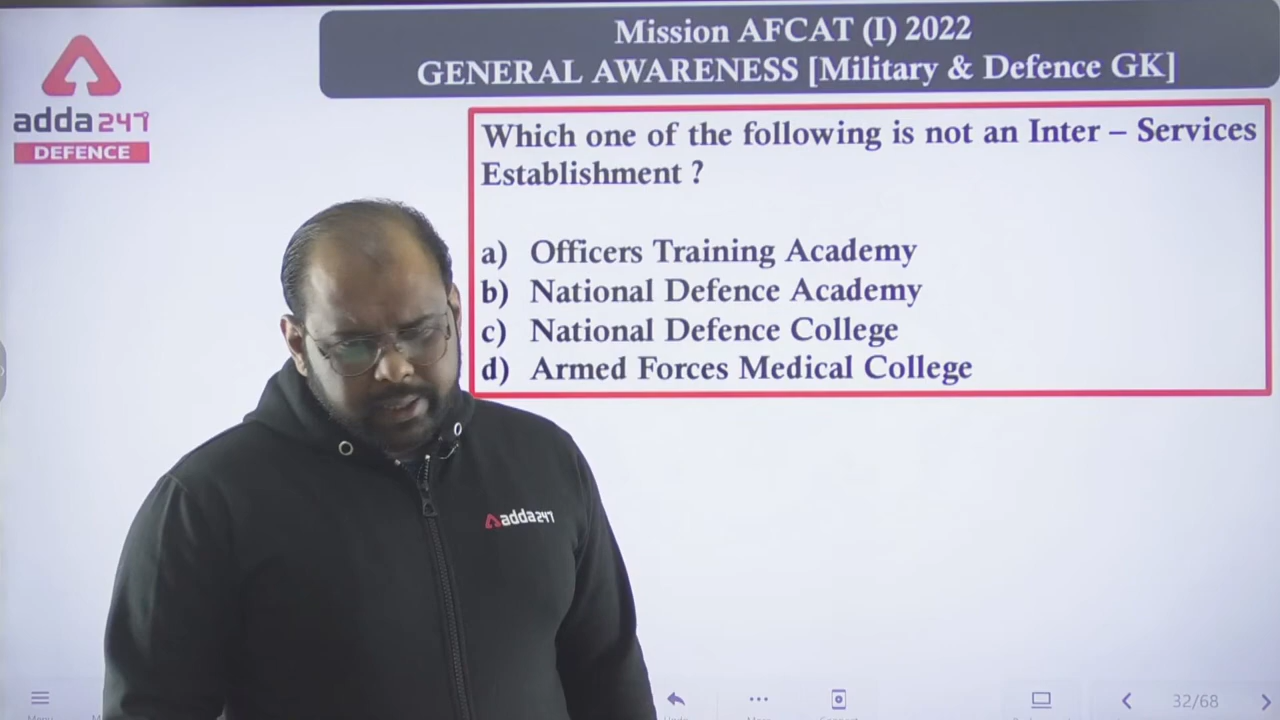 Mission AFCAT (I) 2022
GENERAL AWARENESS [Military & Defence GK]
adda247
DEFENCE
Which one of the following is not an Inter – Services
Establishment ?
a) Officers Training Academy
b) National Defence Academy
c) National Defence College
d) Armed Forces Medical College
adda247
32/68